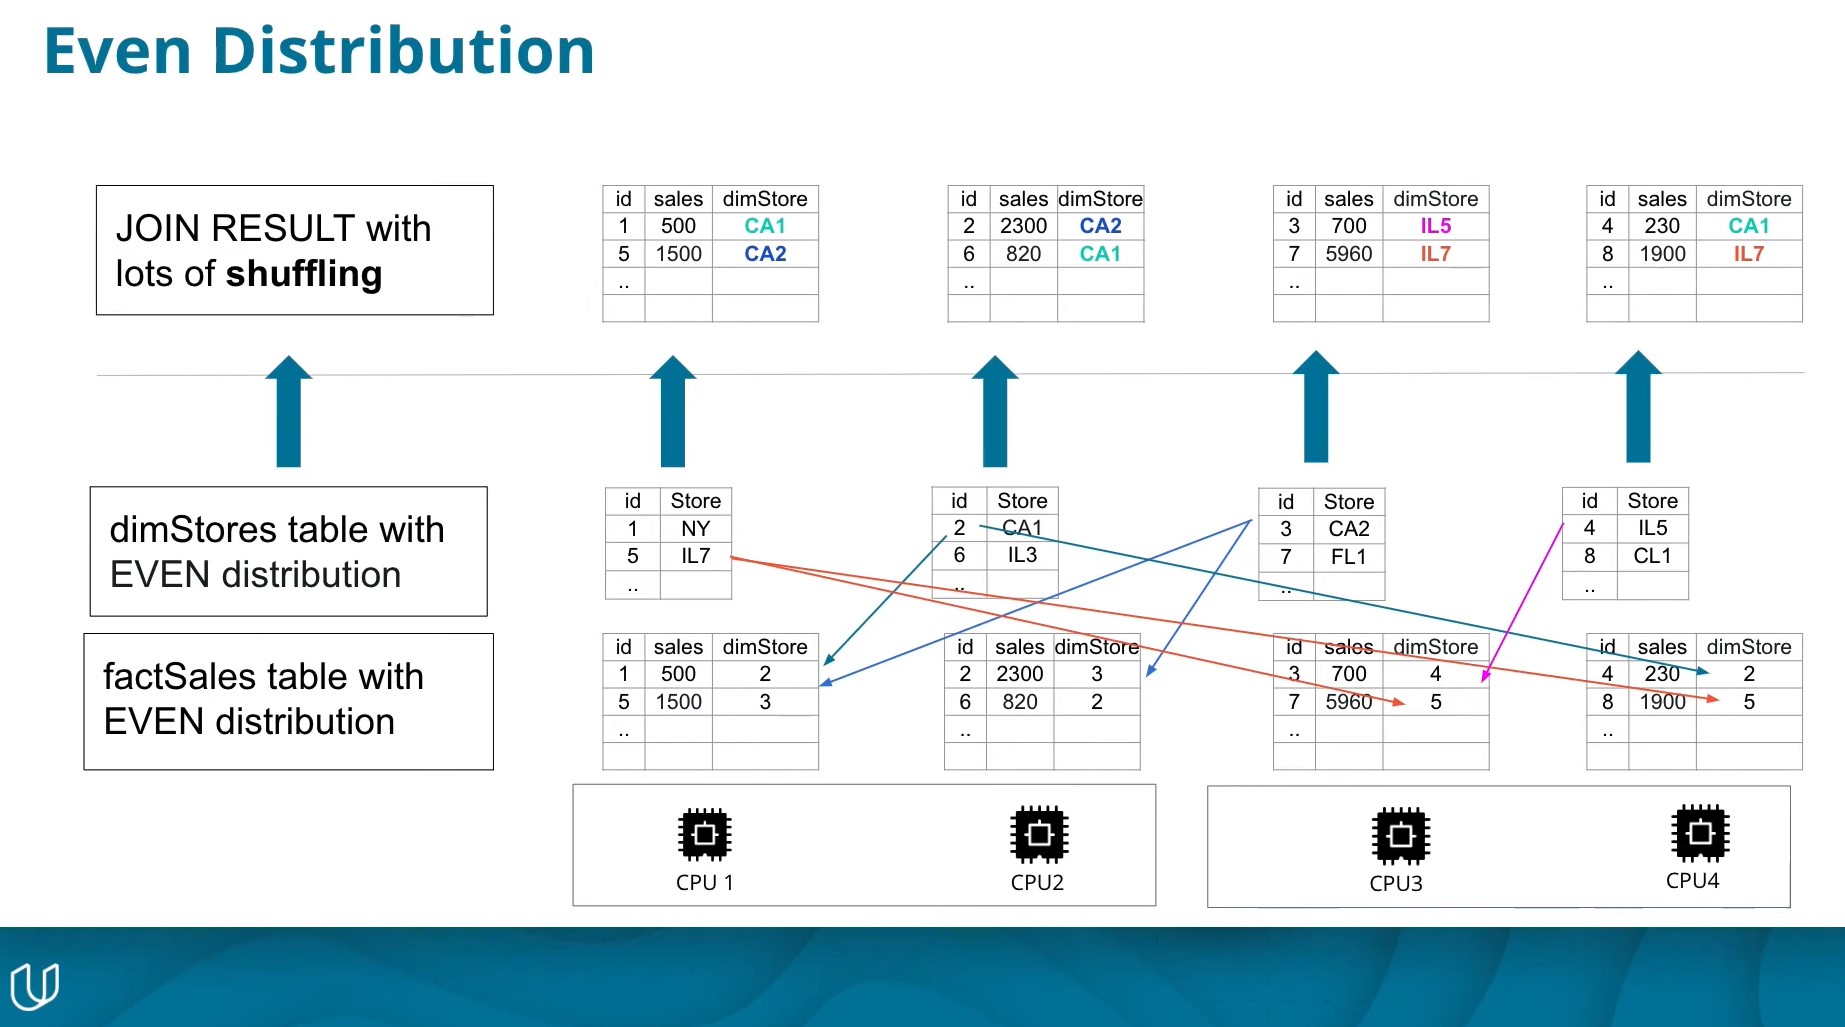 Even Distribution
JOIN RESULT with
lots of shuffling
id sales dimStore
1 500 CA1
5 1500 CA2
..
id sales dimStore
2 2300 CA2
6 820 CA1
..
id sales dimStore
3 700 IL5
7 5960 IL7
..
id sales dimStore
4 230 CA1
8 1900 IL7
..
dimStores table with
EVEN distribution
id Store
1 NY
5 IL7
..
id Store
2 CA1
6 IL3
..
id Store
3 CA2
7 FL1
..
id Store
4 IL5
8 CL1
..
factSales table with
EVEN distribution
id sales dimStore
1 500 2
5 1500 3
..
id sales dimStore
2 2300 3
6 820 2
..
id sales dimStore
3 700 4
7 5960 5
..
id sales dimStore
4 230 2
8 1900 5
..
CPU 1
CPU2
CPU3
CPU4